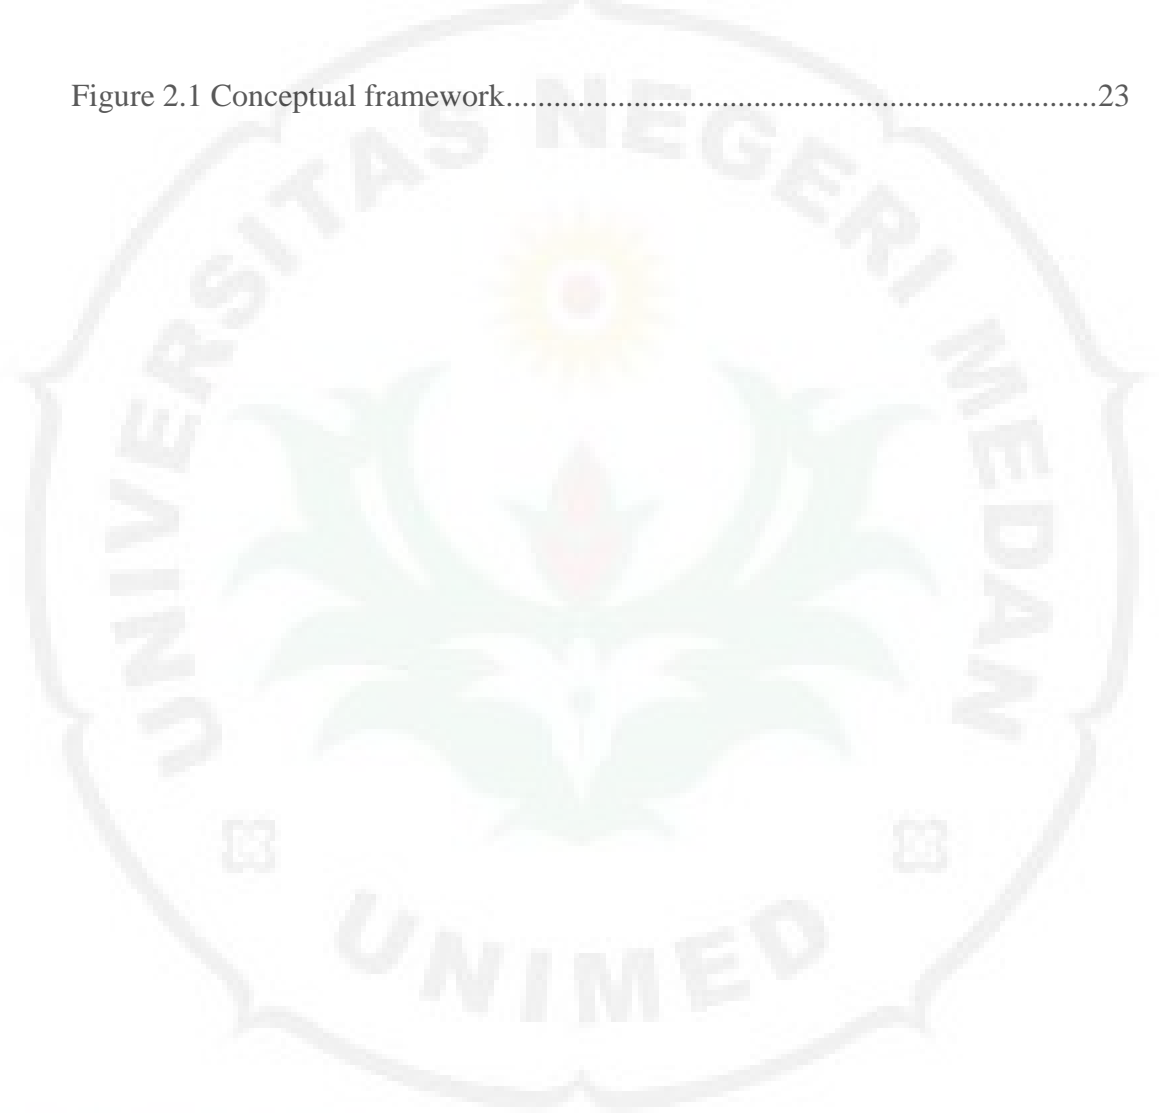 Figure 2.1 Conceptual framework.........................................................................23
UNIVERSITAS NEGERI MEDAN
UNIMED